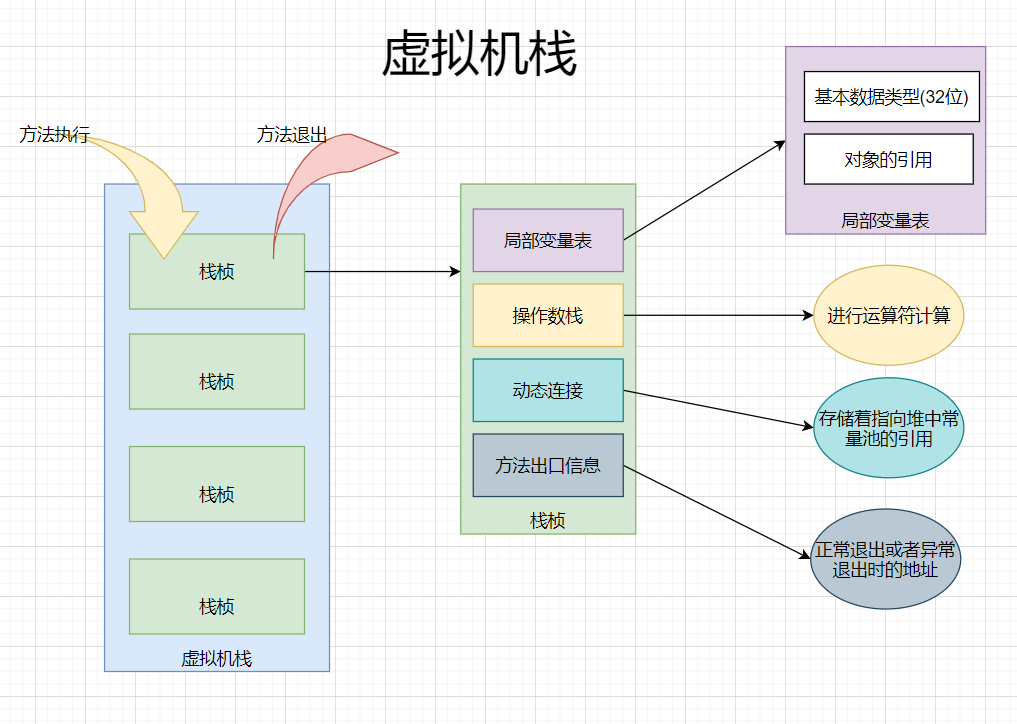 虚拟机栈
方法执行
方法退出
栈桢
栈桢
栈桢
栈桢
虚拟机栈
局部变量表
操作数栈
动态连接
方法出口信息
栈桢
基本数据类型(32位)
对象的引用
局部变量表
进行运算符计算
存储着指向堆中常
量池的引用
正常退出或者异常
退出时的地址